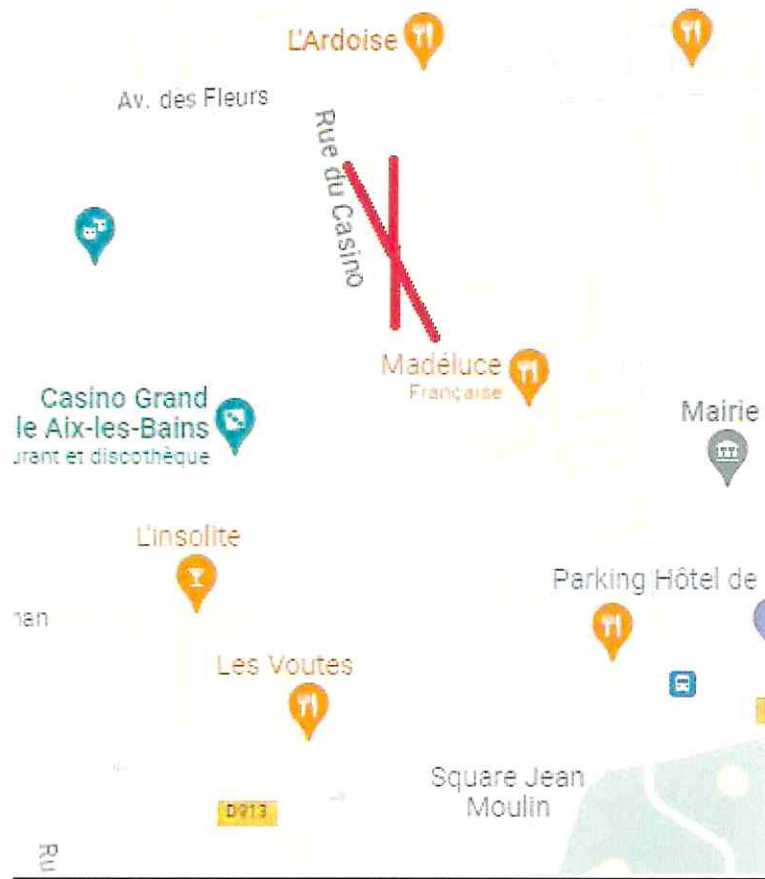 L'Ardoise
Av. des Fleurs
Rue du Casino
Madéluce
Française
Casino Grand
le Aix-les-Bains
urant et discothèque
Mairie
L'insolite
Parking Hôtel de
nan
Les Voutes
Square Jean
Moulin
D913
Ru